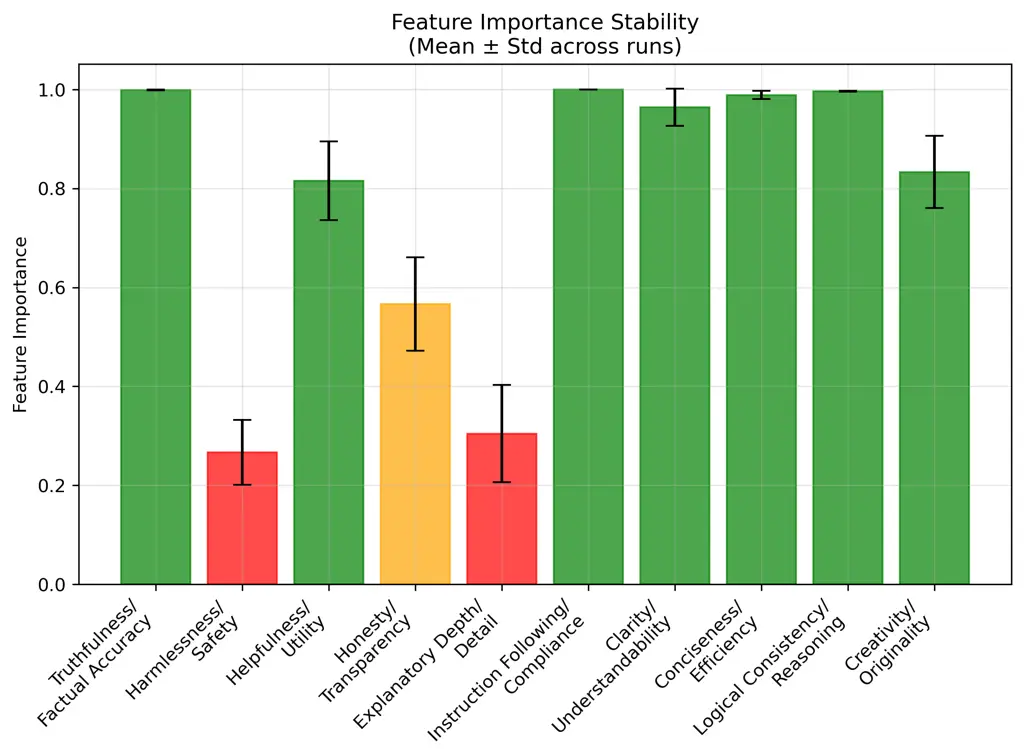 Feature Importance Stability
(Mean ± Std across runs)
Feature Importance
1.0
0.8
0.6
0.4
0.2
0.0
Truthfulness/
Factual Accuracy
Harmlessness/
Safety
Helpfulness/
Utility
Honesty/
Transparency
Explanatory Depth/
Detail
Instruction Following/
Compliance
Clarity/
Understandability
Conciseness/
Efficiency
Logical Consistency/
Reasoning
Creativity/
Originality